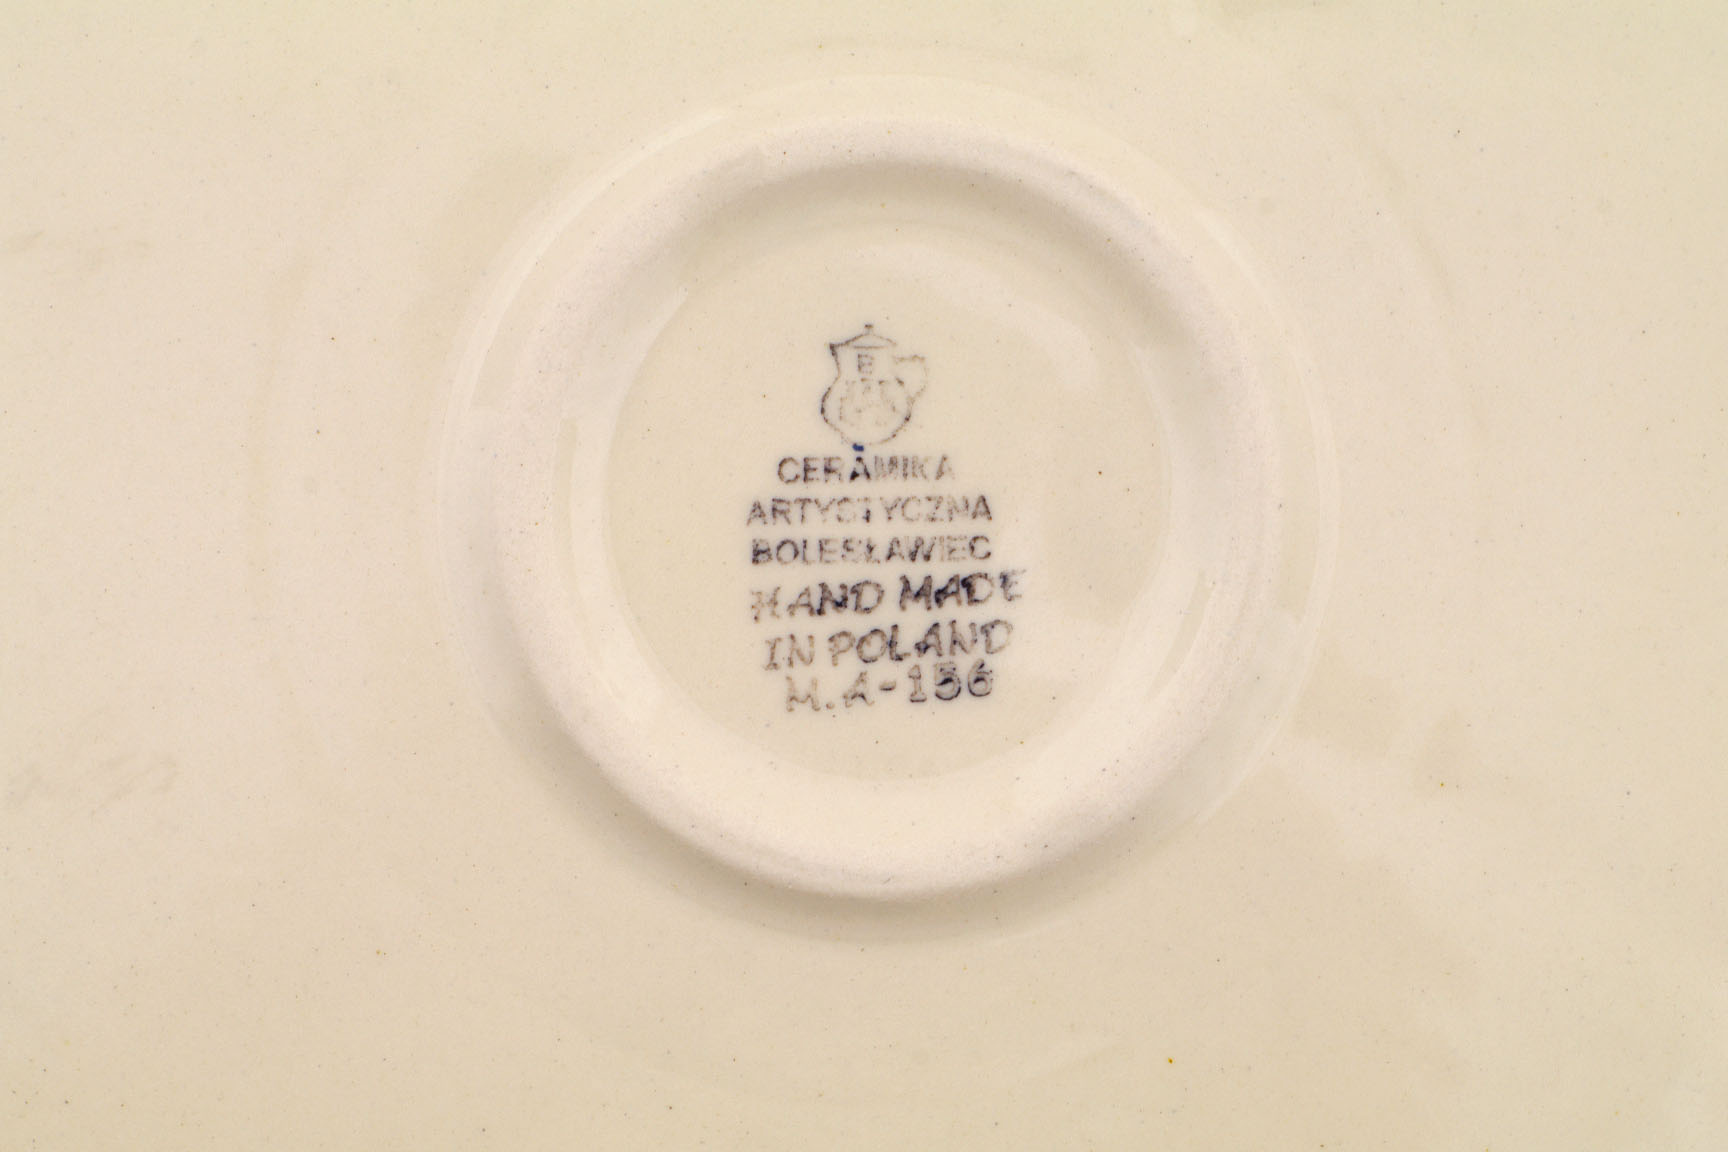 B
CERAMIKA
ARTYSTYCZNA
BOLESŁAWIEC
HAND MADE
IN POLAND
M.A-156